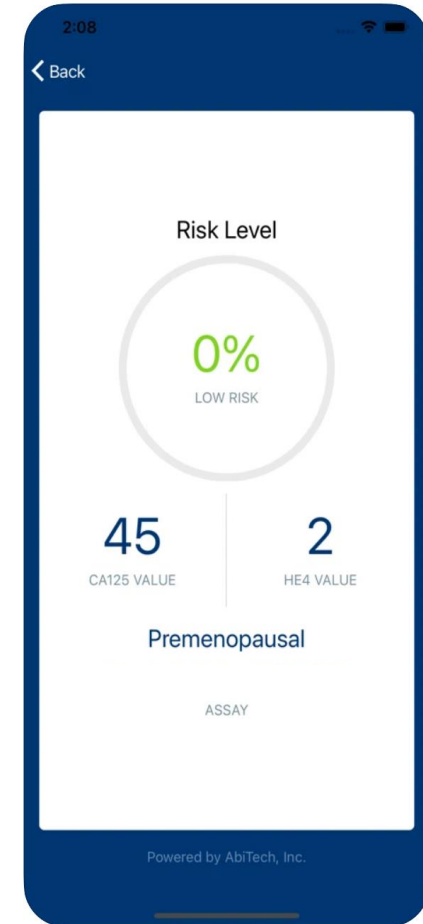 2:08
Back
Risk Level
0%
LOW RISK
45
2
CA125 VALUE
HE4 VALUE
Premenopausal
ASSAY
Powered by AbiTech, Inc.